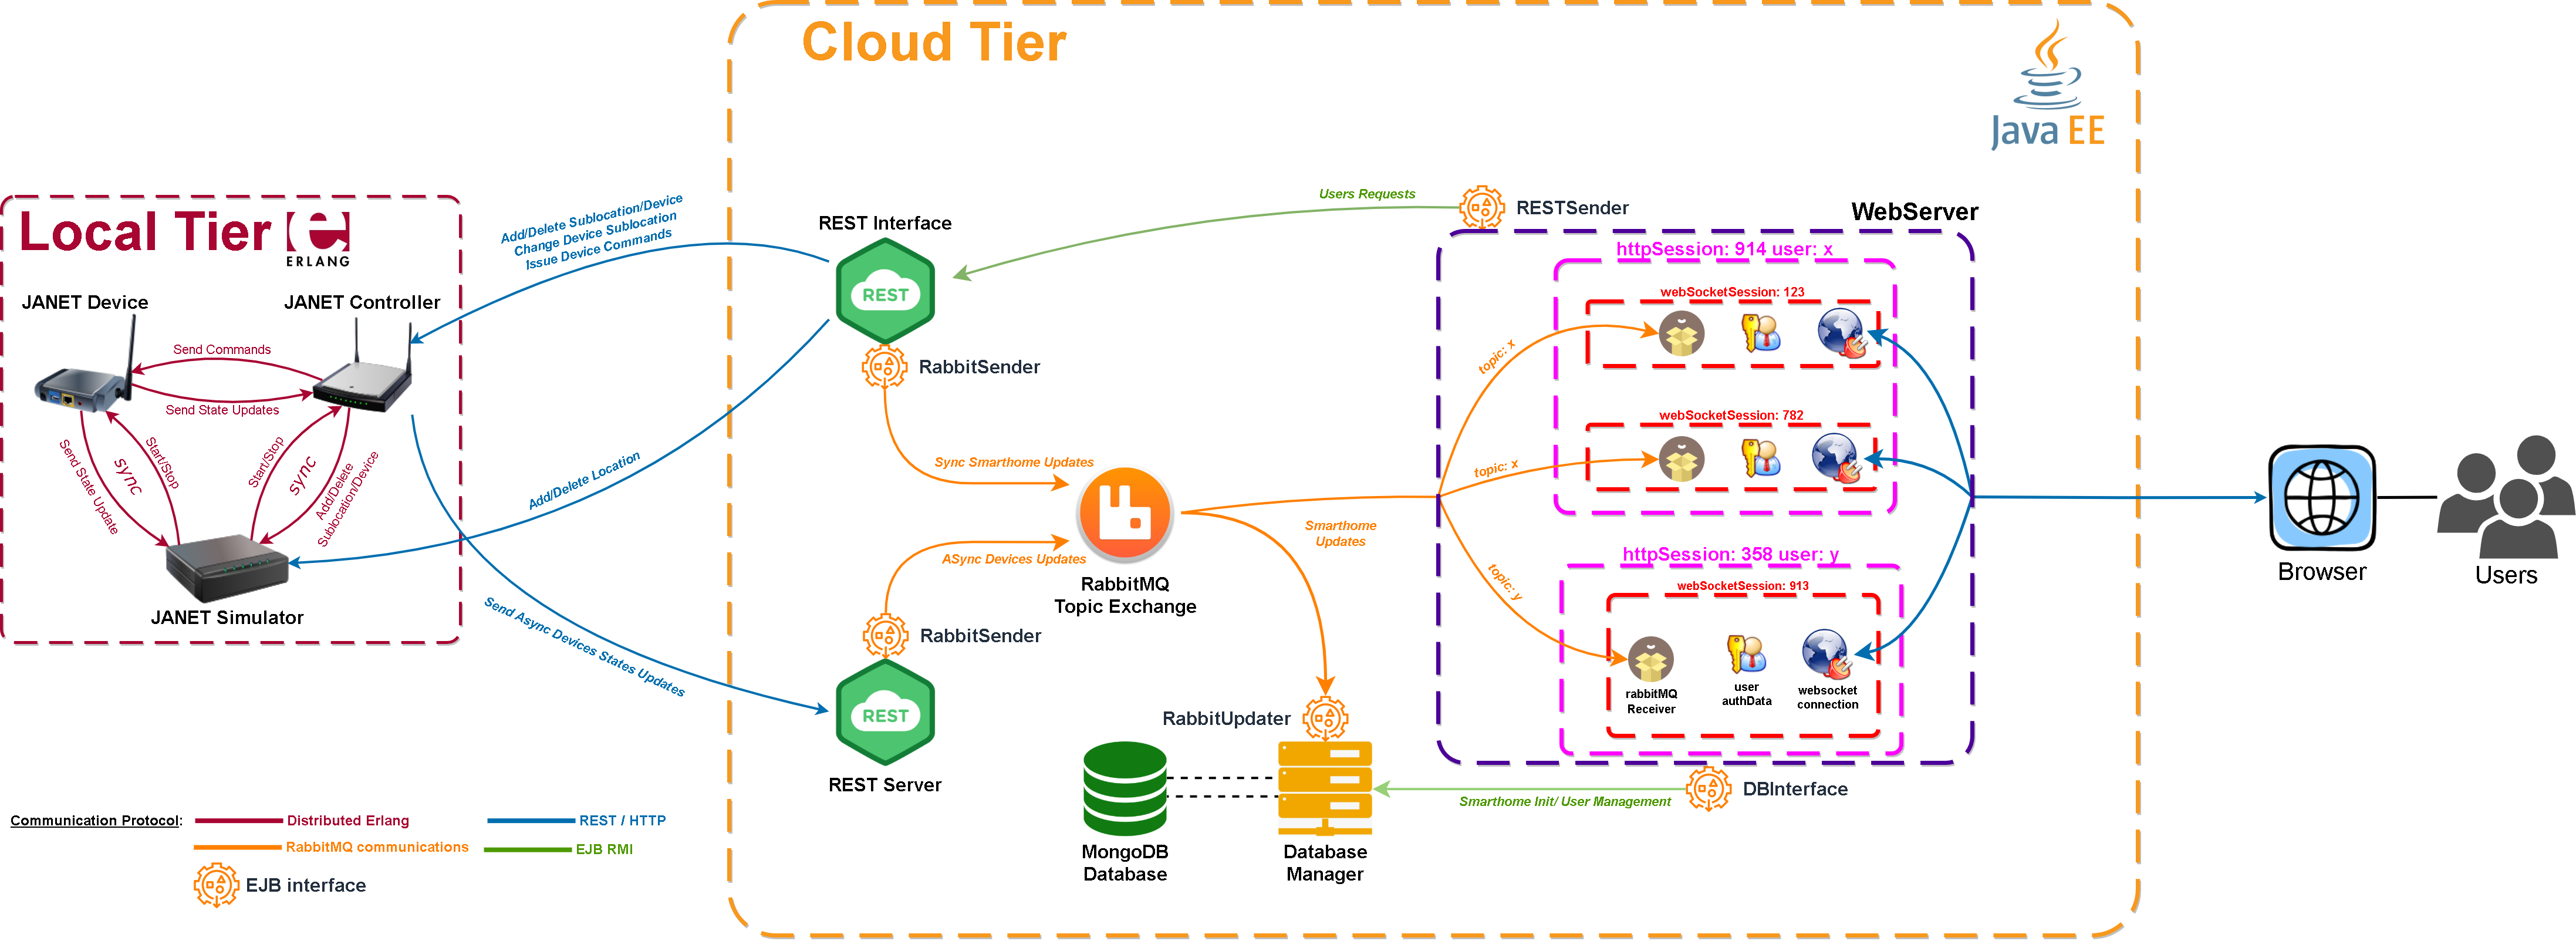 Cloud Tier
Java EE
Local Tier
ERLANG
JANET Device
JANET Controller
Send Commands
Send State Updates
Send State Update
sync
Start/Stop
Start/Stop
sync
Add/Delete
Sublocation/Device
JANET Simulator
Add/Delete Sublocation/Device
Change Device Sublocation
Issue Device Commands
Add/Delete Location
Send Async Devices States Updates
REST Interface
REST
RabbitSender
Sync Smarthome Updates
ASync Devices Updates
RabbitSender
REST
REST Server
RabbitMQ
Topic Exchange
Users Requests
RESTSender
WebServer
httpSession: 914 user: x
webSocketSession: 123
topic: x
webSocketSession: 782
topic: x
Smarthome
Updates
httpSession: 358 user: y
webSocketSession: 913
topic: y
rabbitMQ
Receiver
user
authData
websocket
connection
RabbitUpdater
DBInterface
Smarthome Init/ User Management
MongoDB
Database
Database
Manager
Browser
Users
Communication Protocol:
Distributed Erlang
REST / HTTP
RabbitMQ communications
EJB RMI
EJB interface